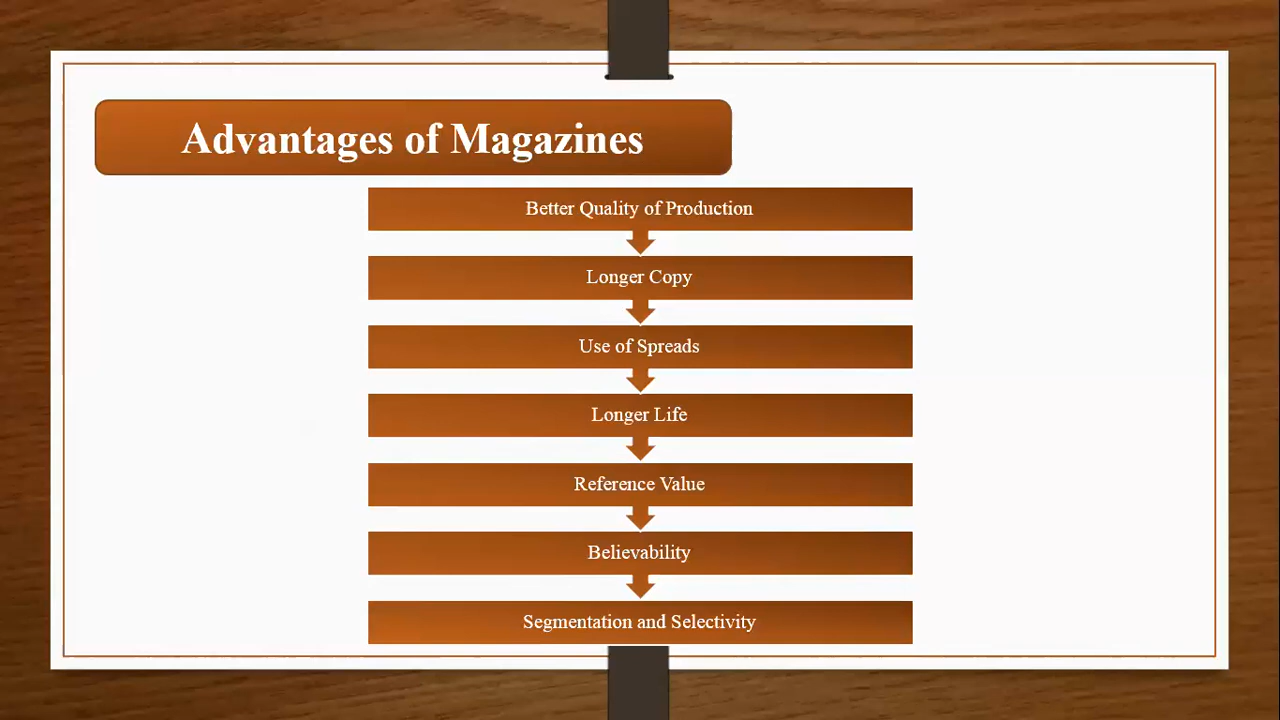 Advantages of Magazines
Better Quality of Production
Longer Copy
Use of Spreads
Longer Life
Reference Value
Believability
Segmentation and Selectivity